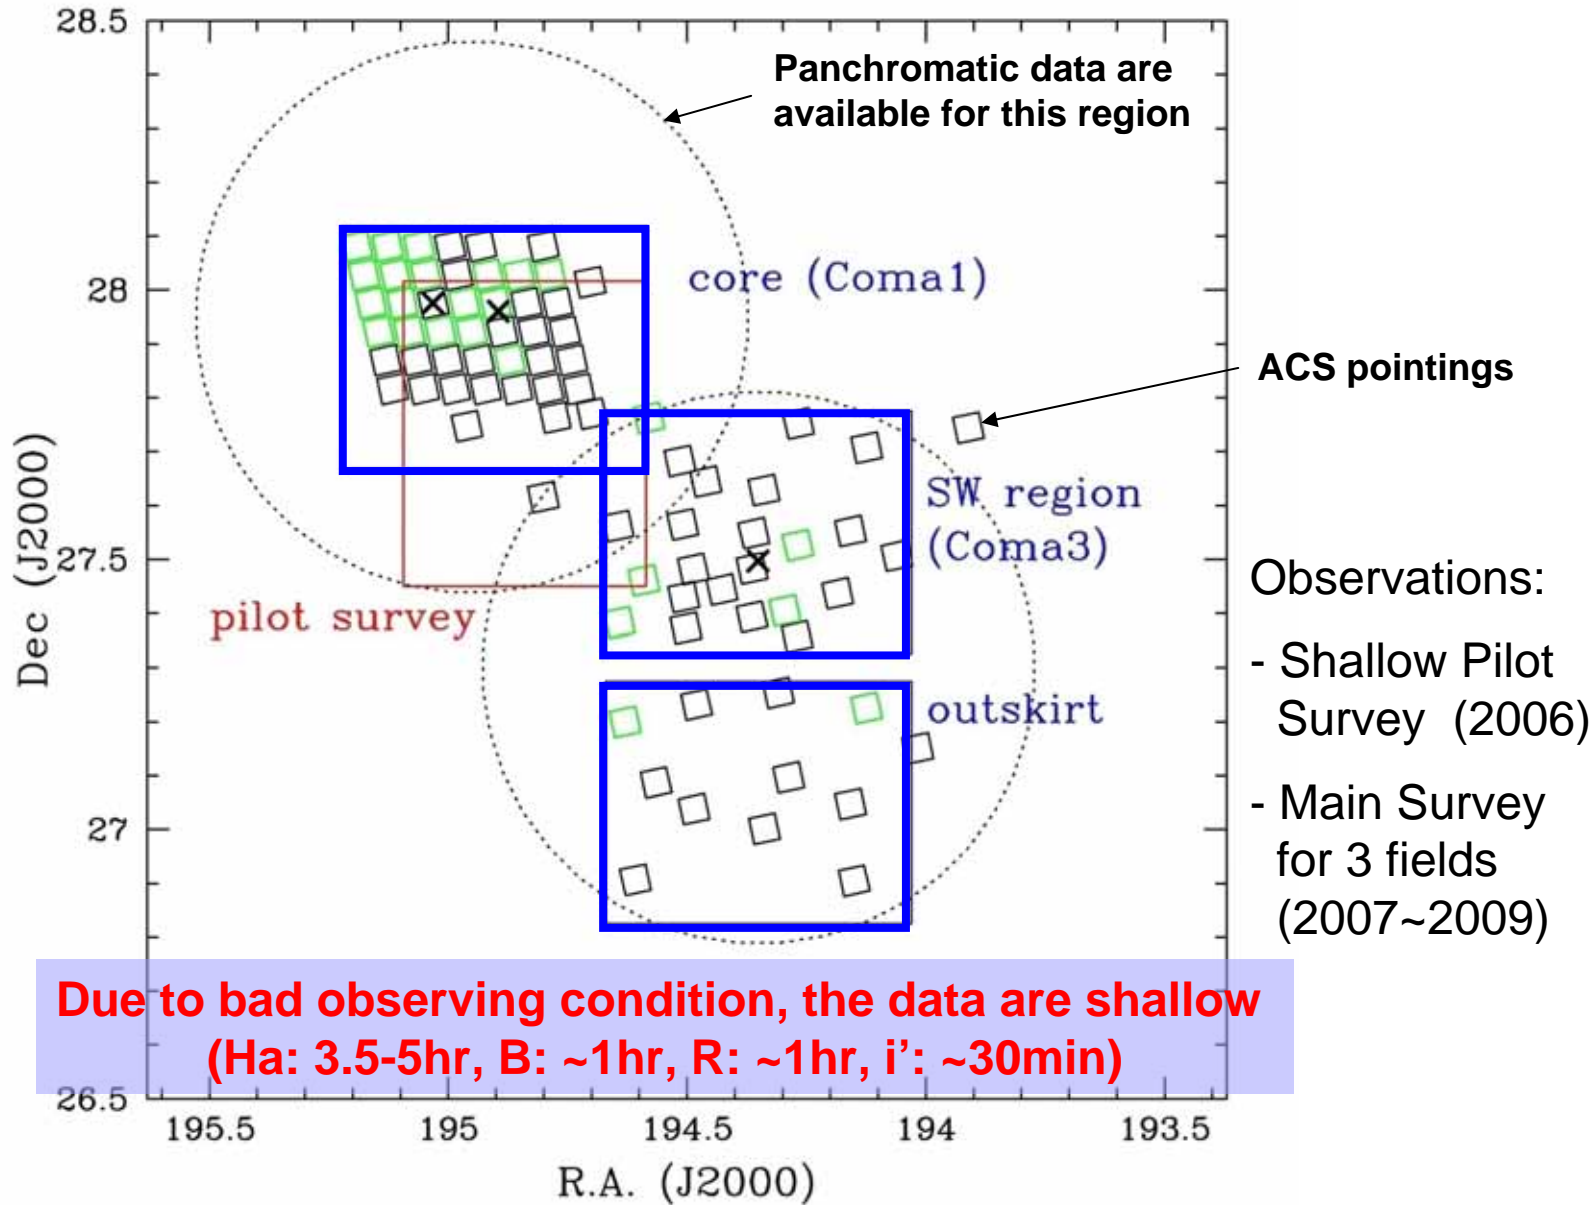 28.5
Panchromatic data are
available for this region
28
core (Coma1)
ACS pointings
SW region
(Coma3)
27.5
Dec (J2000)
pilot survey
Observations:
- Shallow Pilot
Survey (2006)
outskirt
- Main Survey
for 3 fields
(2007~2009)
27
Due to bad observing condition, the data are shallow
(Ha: 3.5-5hr, B: ~1hr, R: ~1hr, i’: ~30min)
26.5
195.5 195 194.5 194 193.5
R.A. (J2000)